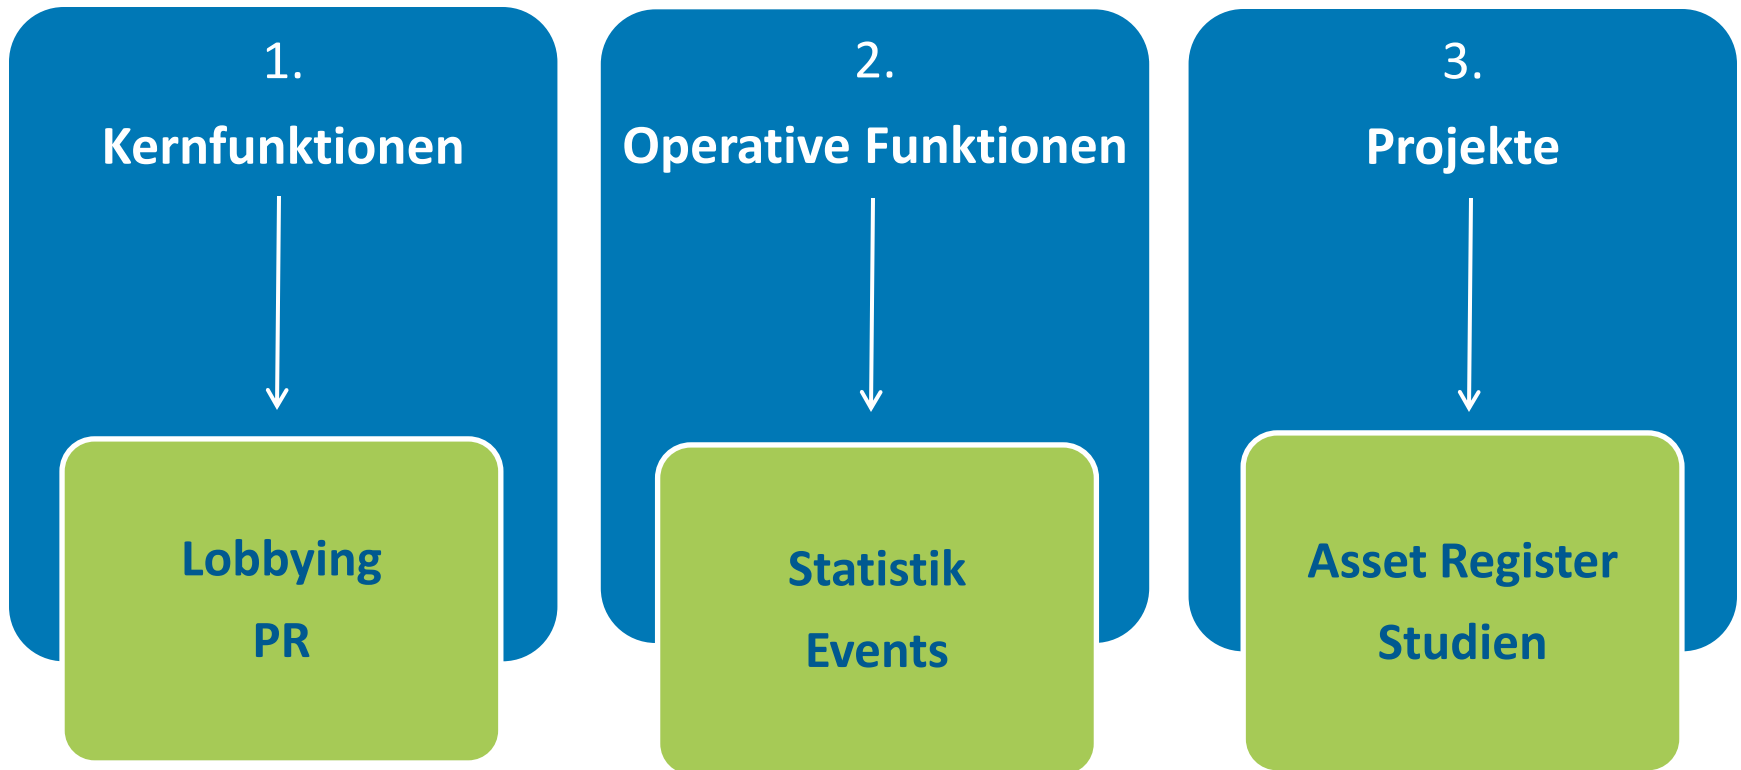 1.
Kernfunktionen
Lobbying
PR
2.
Operative Funktionen
Statistik
Events
3.
Projekte
Asset Register
Studien